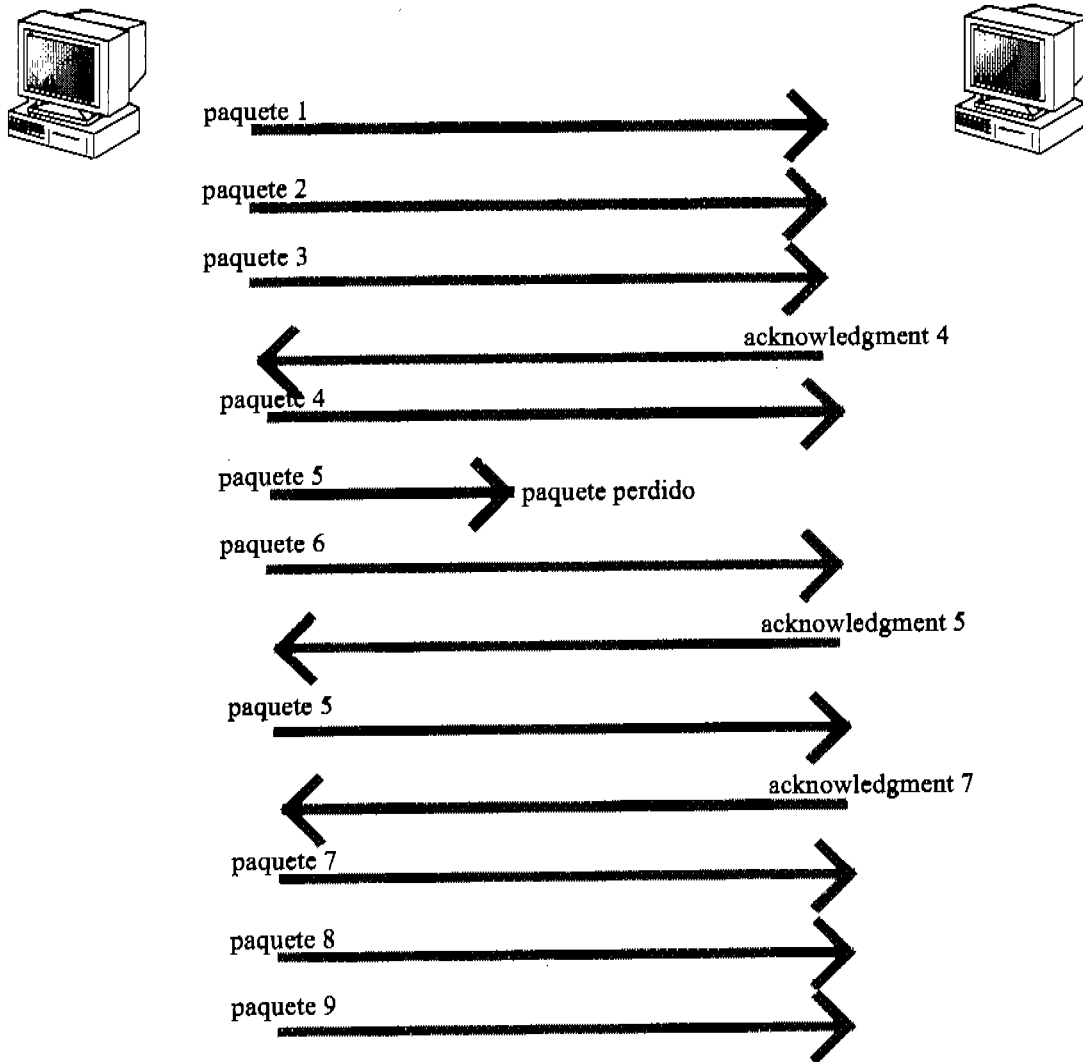 paquete 1
paquete 2
paquete 3
acknowledgment 4
paquete 4
paquete 5
paquete perdido
paquete 6
acknowledgment 5
paquete 5
acknowledgment 7
paquete 7
paquete 8
paquete 9